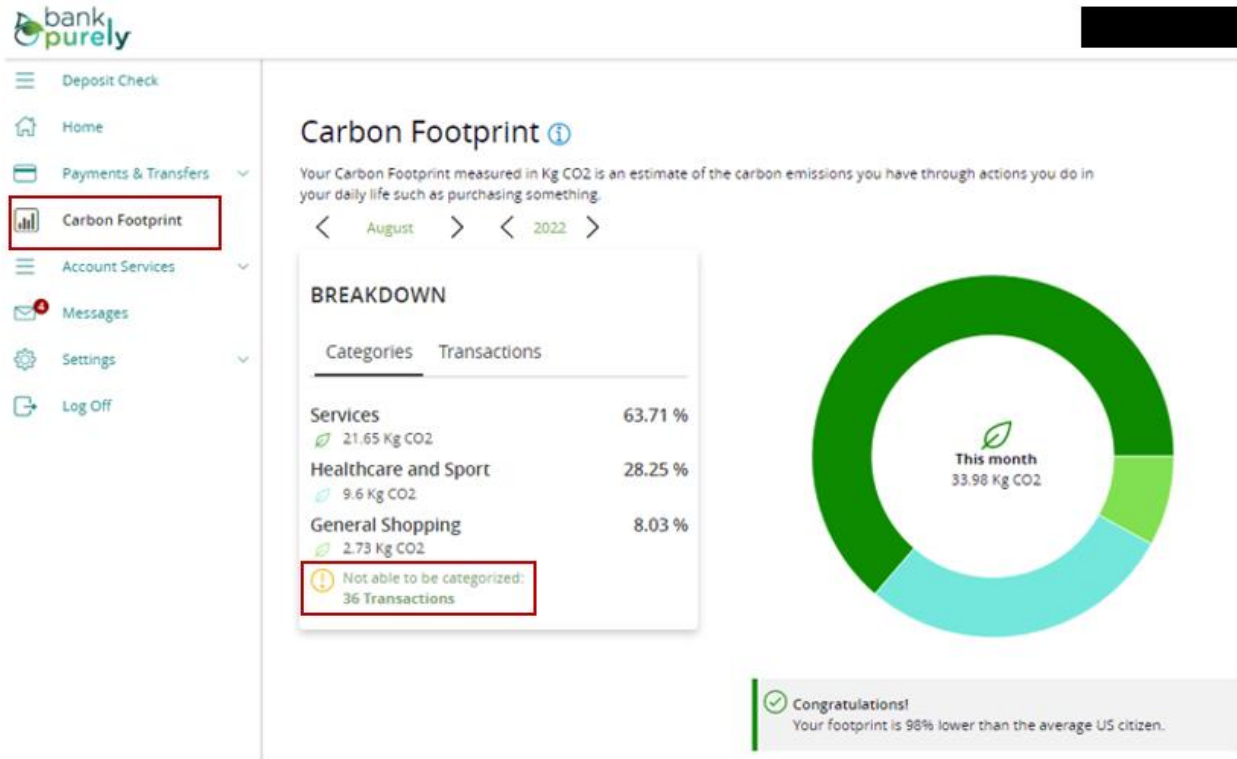 bank
purely
Deposit Check
Home
Payments & Transfers
Carbon Footprint
Account Services
4
Messages
Settings
Log Off
Carbon Footprint
Your Carbon Footprint measured in Kg CO2 is an estimate of the carbon emissions you have through actions you do in
your daily life such as purchasing something.
August 2022
BREAKDOWN
Categories Transactions
Services 63.71 %
21.65 Kg CO2
Healthcare and Sport 28.25 %
9.6 Kg CO2
General Shopping 8.03 %
2.73 Kg CO2
Not able to be categorized:
36 Transactions
This month
33.98 Kg CO2
Congratulations!
Your footprint is 98% lower than the average US citizen.